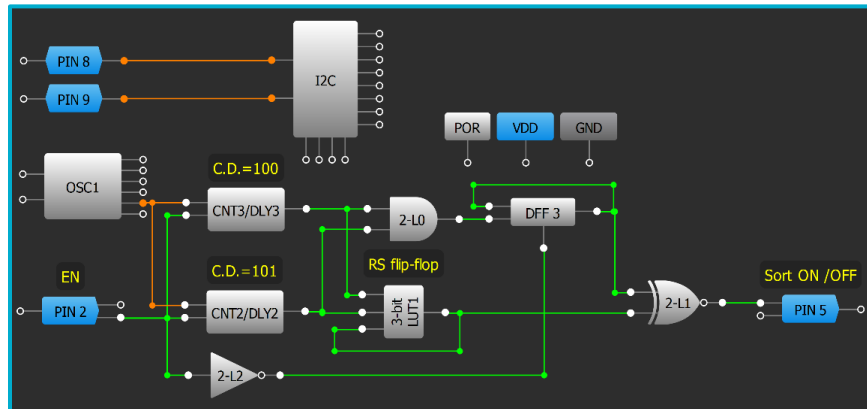 PIN 8
PIN 9
I2C
POR
VDD
GND
OSC1
C.D.=100
CNT3/DLY3
2-L0
DFF 3
EN
PIN 2
C.D.=101
CNT2/DLY2
RS flip-flop
3-bit
LUT1
2-L1
Sort ON /OFF
PIN 5
2-L2